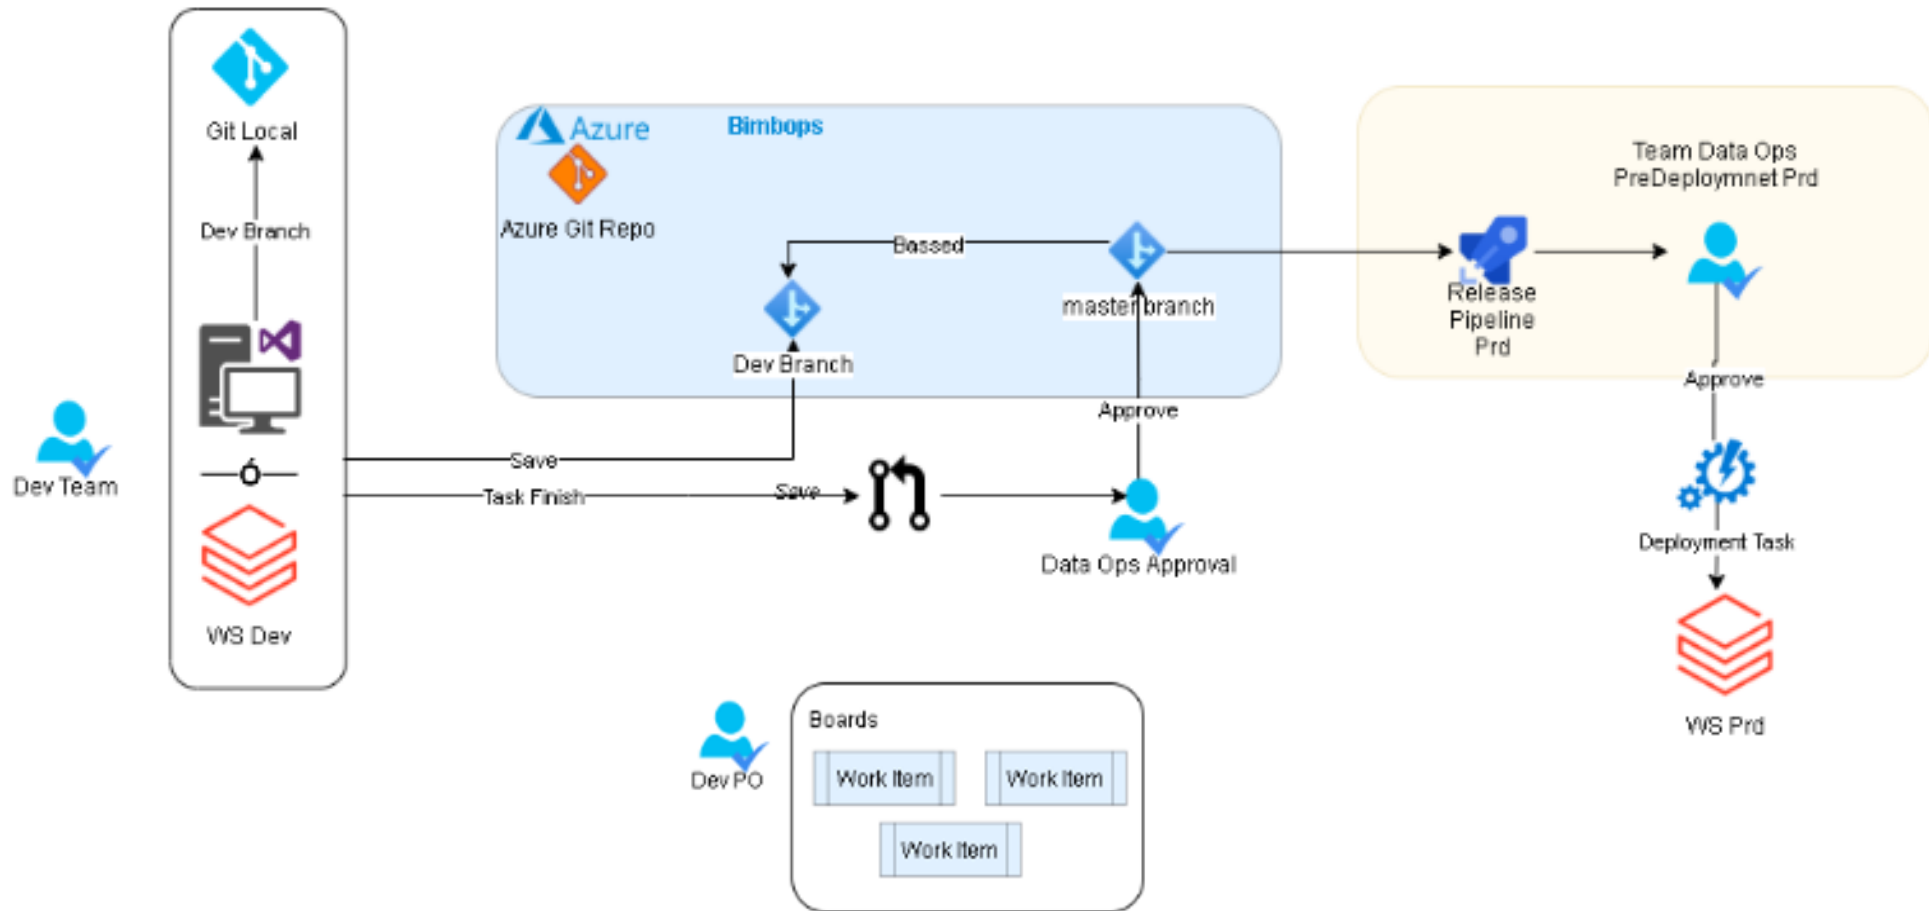 Git Local
Dev Branch
Dev Team
Ó
WS Dev
Azure
Bimbops
Azure Git Repo
Bassed
master branch
Dev Branch
Save
Task Finish
Save
Approve
Data Ops Approval
Team Data Ops
PreDeploymnet Prd
Release
Pipeline
Prd
Approve
Deployment Task
WS Prd
Dev PO
Boards
Work Item
Work Item
Work Item